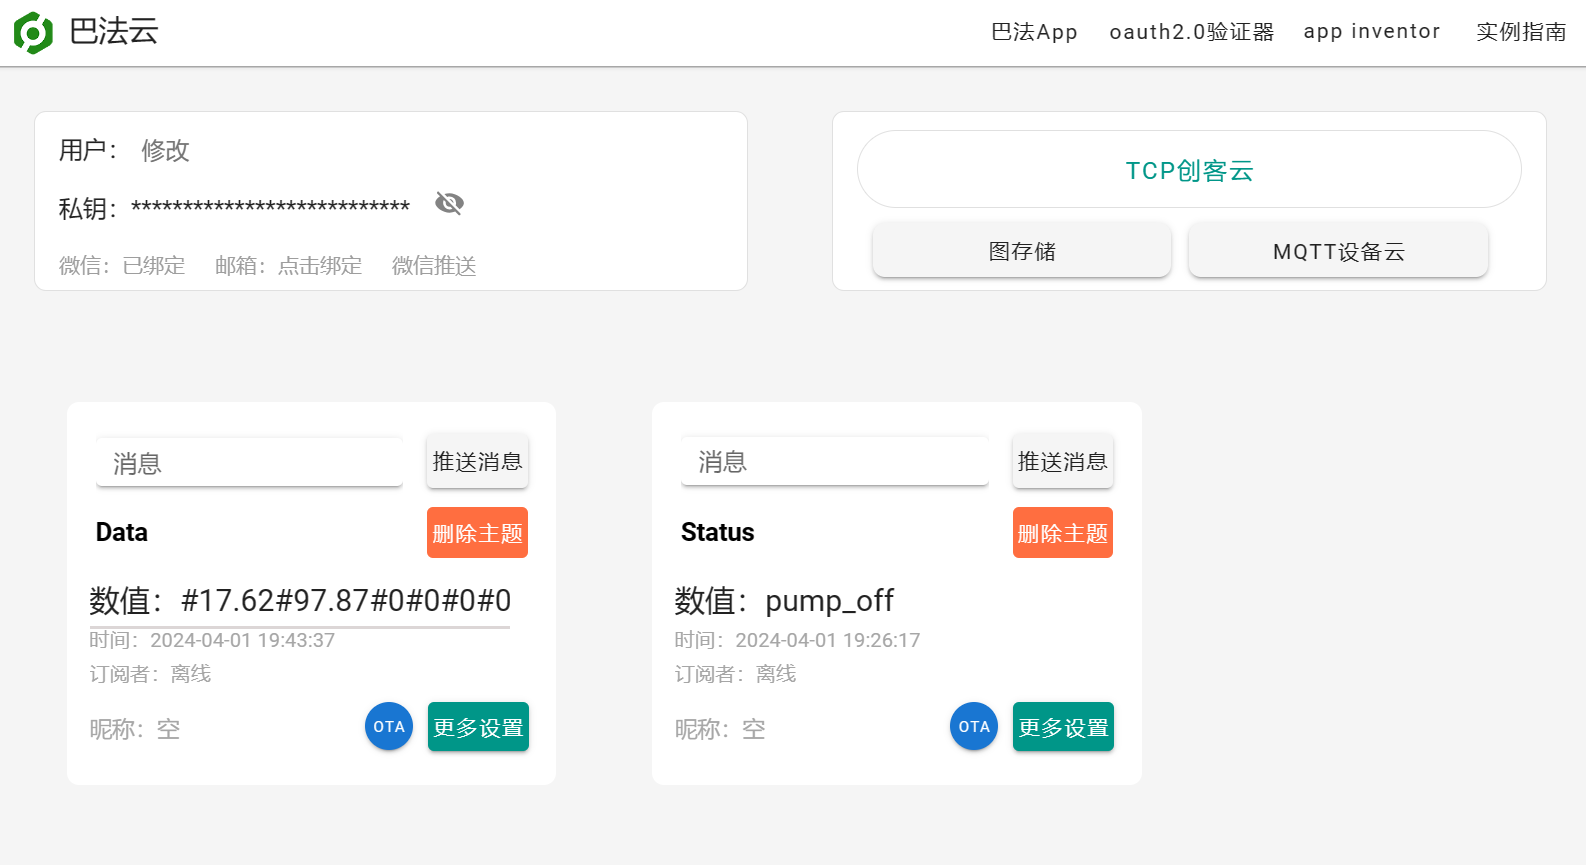 巴法云
巴法App oauth2.0验证器 app inventor 实例指南
用户： 修改
私钥：***************************
微信：已绑定 邮箱：点击绑定 微信推送
TCP创客云
图存储 MQTT设备云
消息 推送消息
Data 删除主题
数值：#17.62#97.87#0#0#0#0
时间：2024-04-01 19:43:37
订阅者：离线
昵称：空 OTA 更多设置
消息 推送消息
Status 删除主题
数值：pump_off
时间：2024-04-01 19:26:17
订阅者：离线
昵称：空 OTA 更多设置